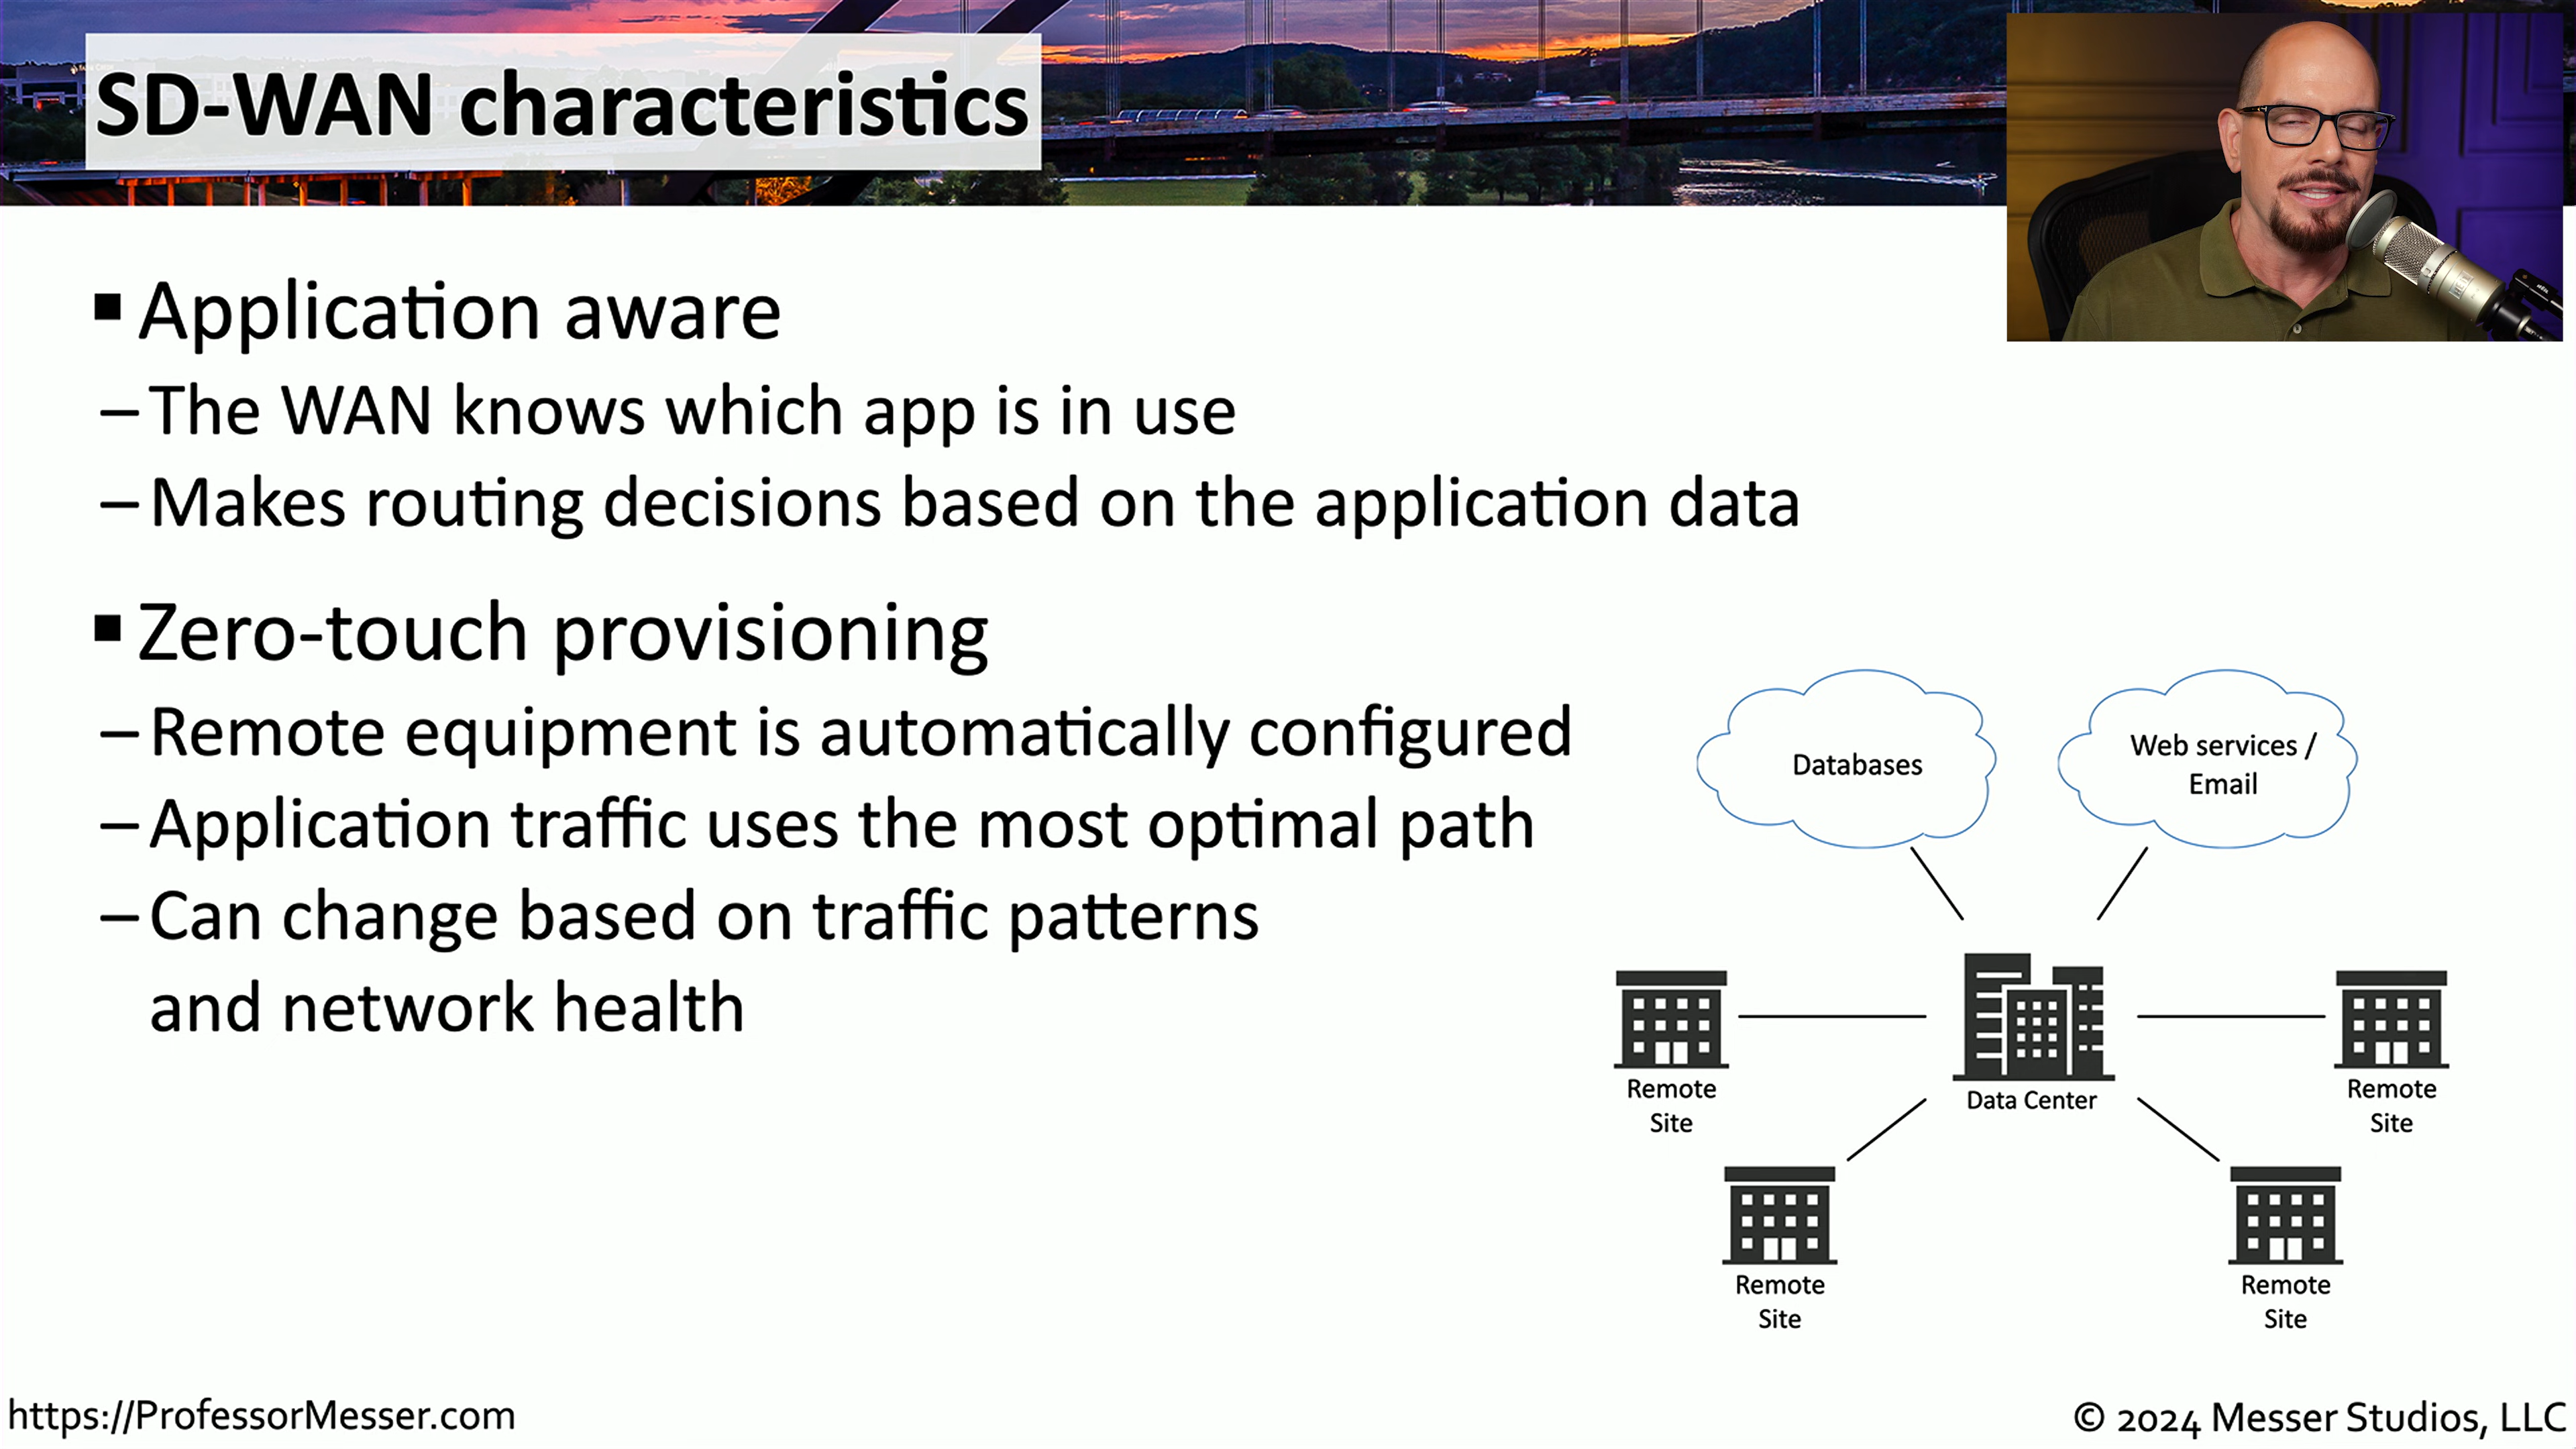 SD-WAN characteristics
▪ Application aware
– The WAN knows which app is in use
– Makes routing decisions based on the application data
▪ Zero-touch provisioning
– Remote equipment is automatically configured
– Application traffic uses the most optimal path
– Can change based on traffic patterns
and network health
Databases
Web services /
Email
Remote
Site
Data Center
Remote
Site
Remote
Site
Remote
Site
https://ProfessorMesser.com
© 2024 Messer Studios, LLC